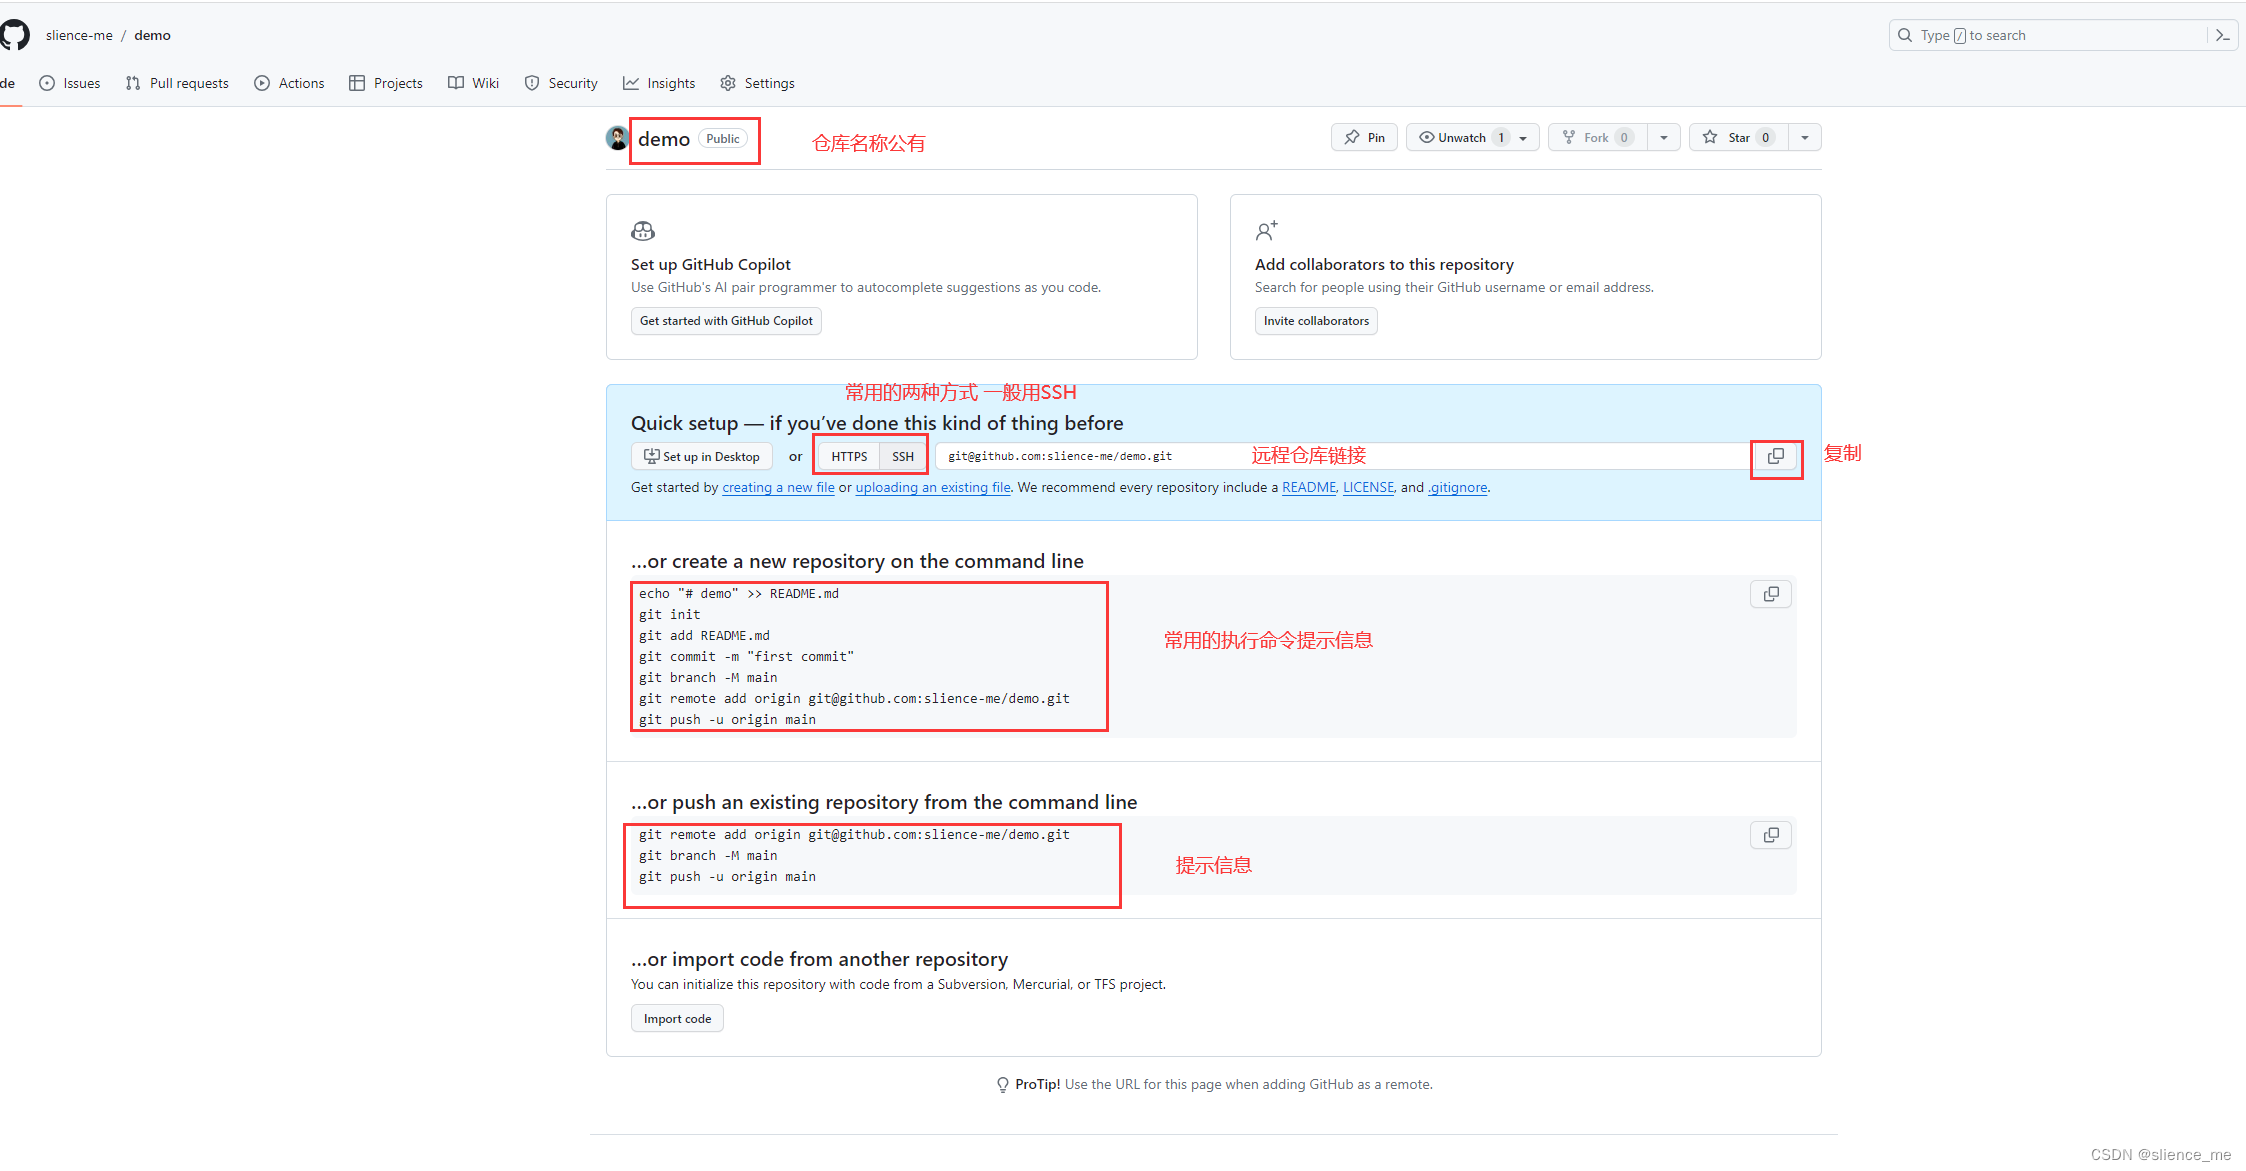 slience-me / demo
Type / to search
de Issues Pull requests Actions Projects Wiki Security Insights Settings
demo Public 仓库名称公有 Pin Unwatch 1 Fork 0 Star 0
Set up GitHub Copilot
Use GitHub's AI pair programmer to autocomplete suggestions as you code.
Get started with GitHub Copilot
Add collaborators to this repository
Search for people using their GitHub username or email address.
Invite collaborators
常用的两种方式 一般用SSH
Quick setup — if you’ve done this kind of thing before
Set up in Desktop or HTTPS SSH git@github.com:slience-me/demo.git 远程仓库链接 复制
Get started by creating a new file or uploading an existing file. We recommend every repository include a README, LICENSE, and .gitignore.
…or create a new repository on the command line
echo "# demo" >> README.md
git init
git add README.md
git commit -m "first commit"
git branch -M main
git remote add origin git@github.com:slience-me/demo.git
git push -u origin main
常用的执行命令提示信息
…or push an existing repository from the command line
git remote add origin git@github.com:slience-me/demo.git
git branch -M main
git push -u origin main
提示信息
…or import code from another repository
You can initialize this repository with code from a Subversion, Mercurial, or TFS project.
Import code
ProTip! Use the URL for this page when adding GitHub as a remote.
CSDN @slience_me